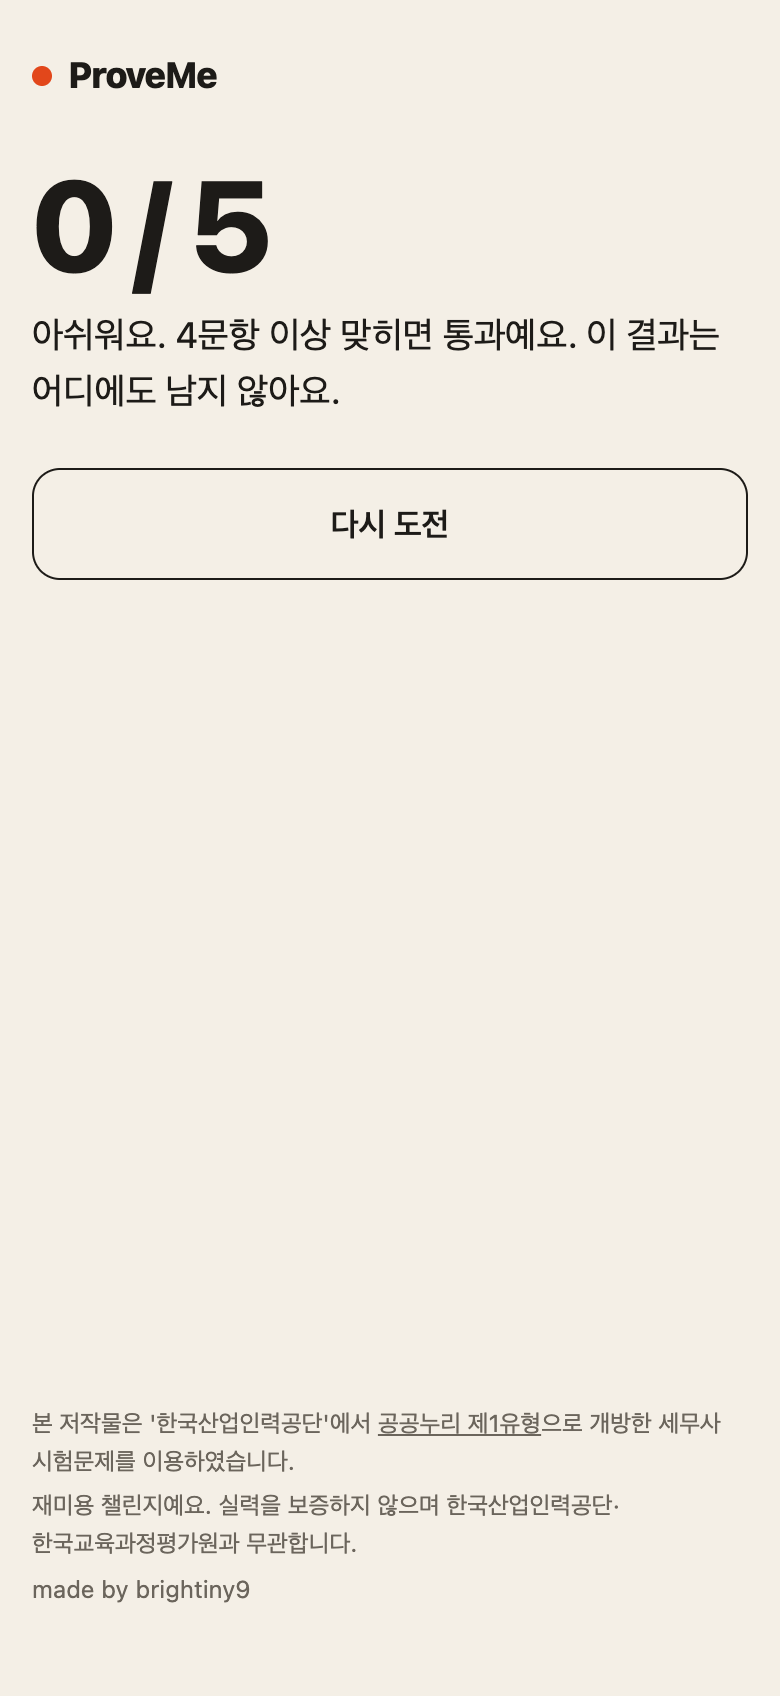 ProveMe
0/5
아쉬워요. 4문항 이상 맞히면 통과예요. 이 결과는
어디에도 남지 않아요.
다시 도전
본 저작물은 '한국산업인력공단'에서 공공누리 제1유형으로 개방한 세무사
시험문제를 이용하였습니다.
재미용 챌린지예요. 실력을 보증하지 않으며 한국산업인력공단·
한국교육과정평가원과 무관합니다.
made by brightiny9